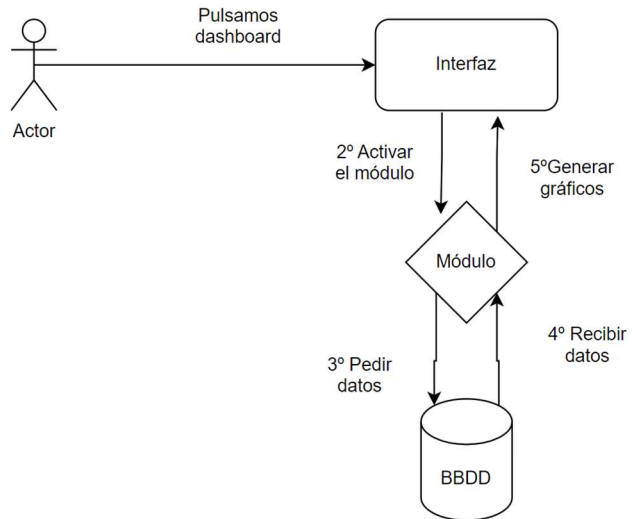 Pulsamos
dashboard
Interfaz
Actor
2º Activar
el módulo
5ºGenerar
gráficos
Módulo
3º Pedir
datos
4º Recibir
datos
BBDD